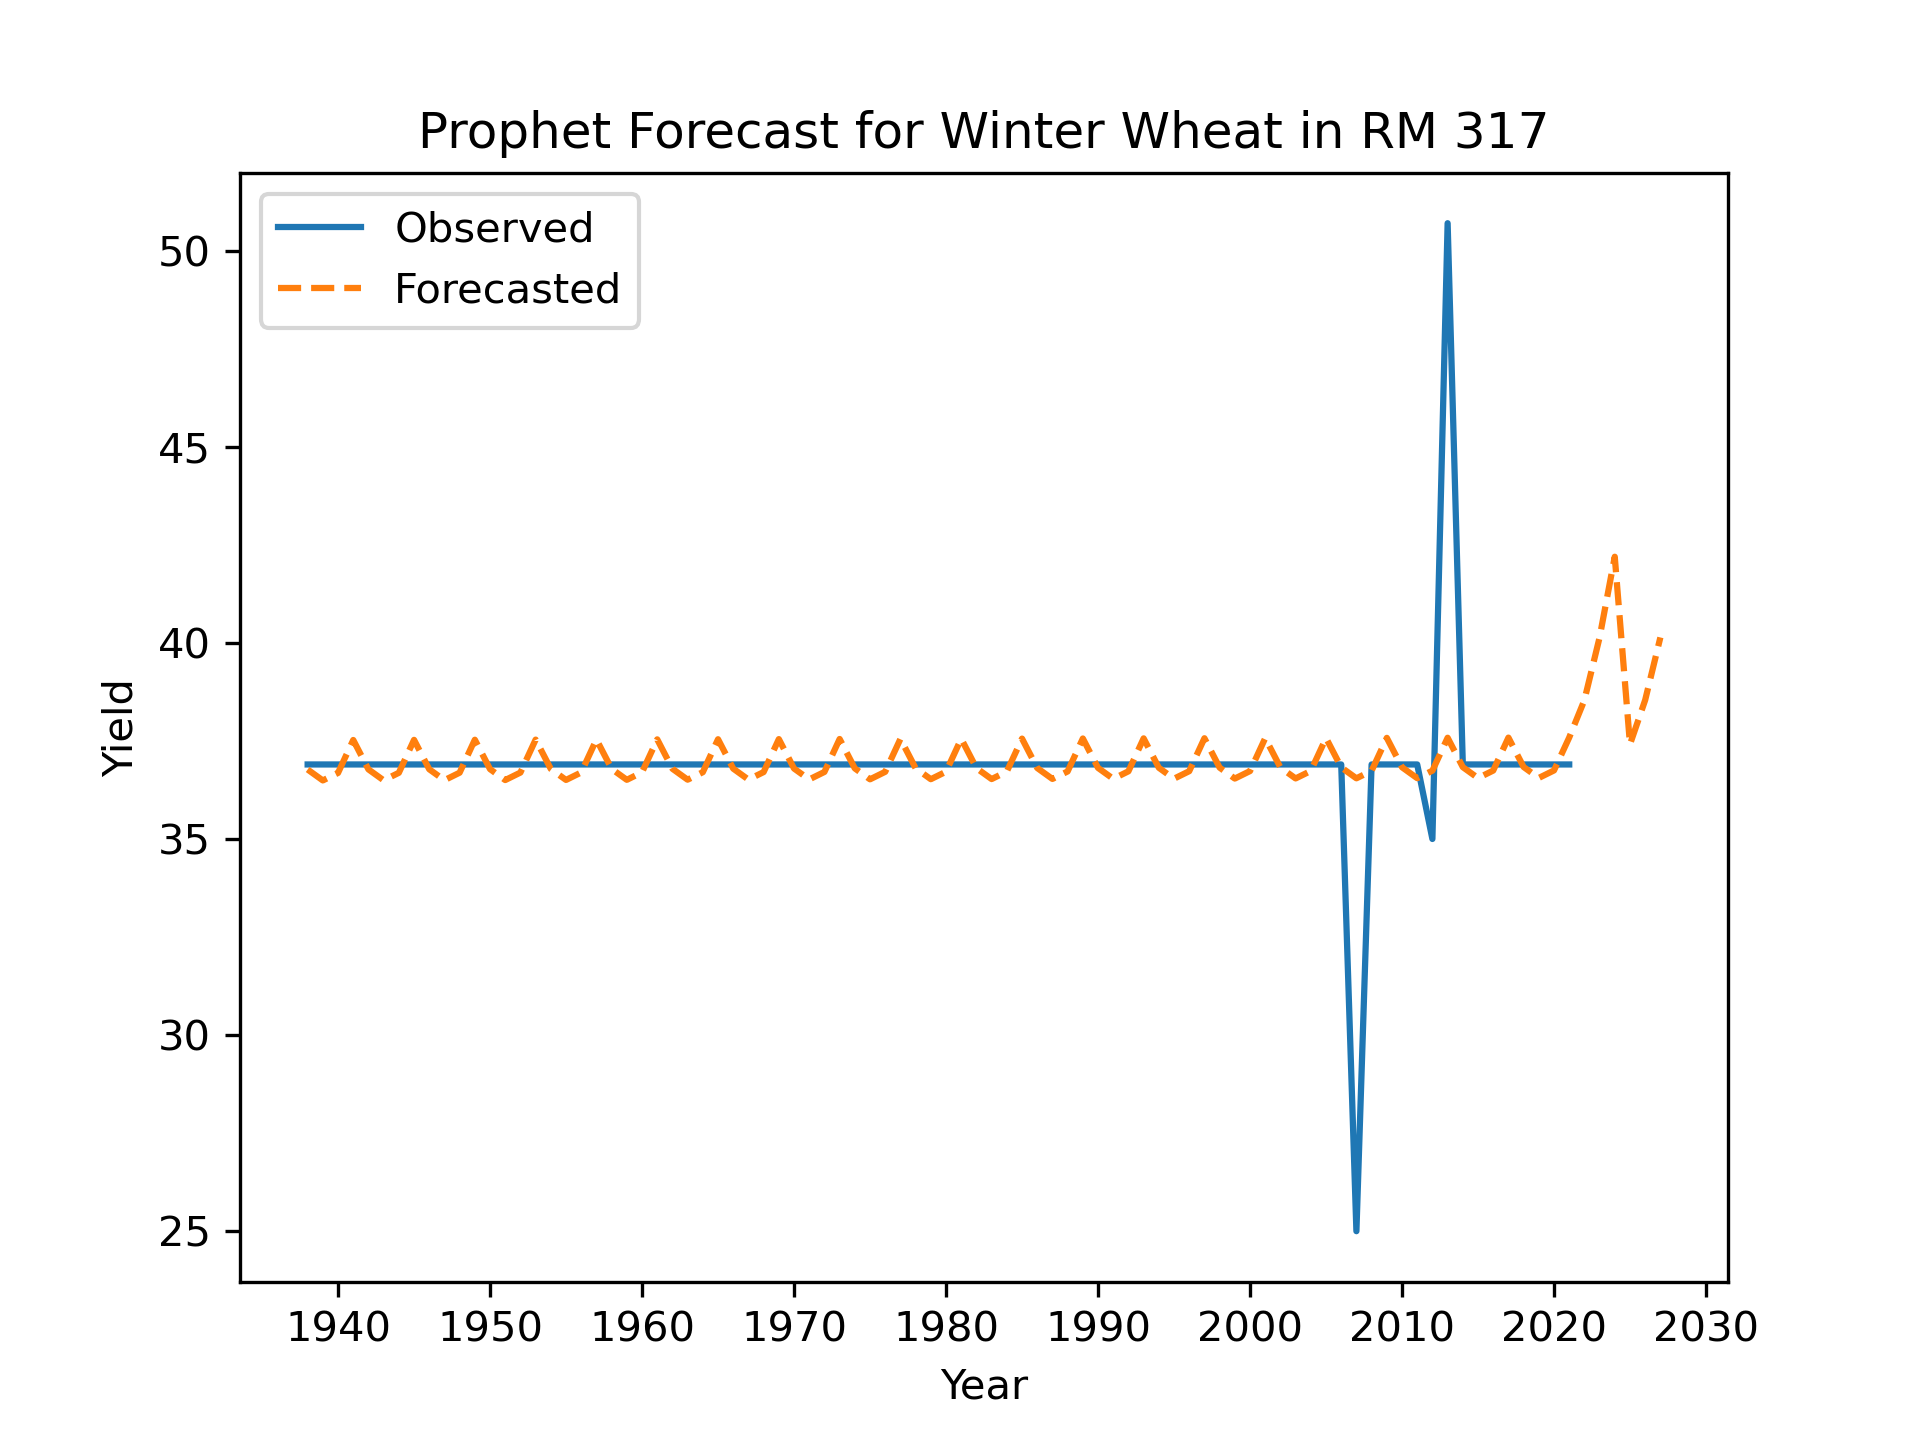 Prophet Forecast for Winter Wheat in RM 317
Observed
Forecasted
50
45
40
35
30
25
Yield
1940 1950 1960 1970 1980 1990 2000 2010 2020 2030
Year